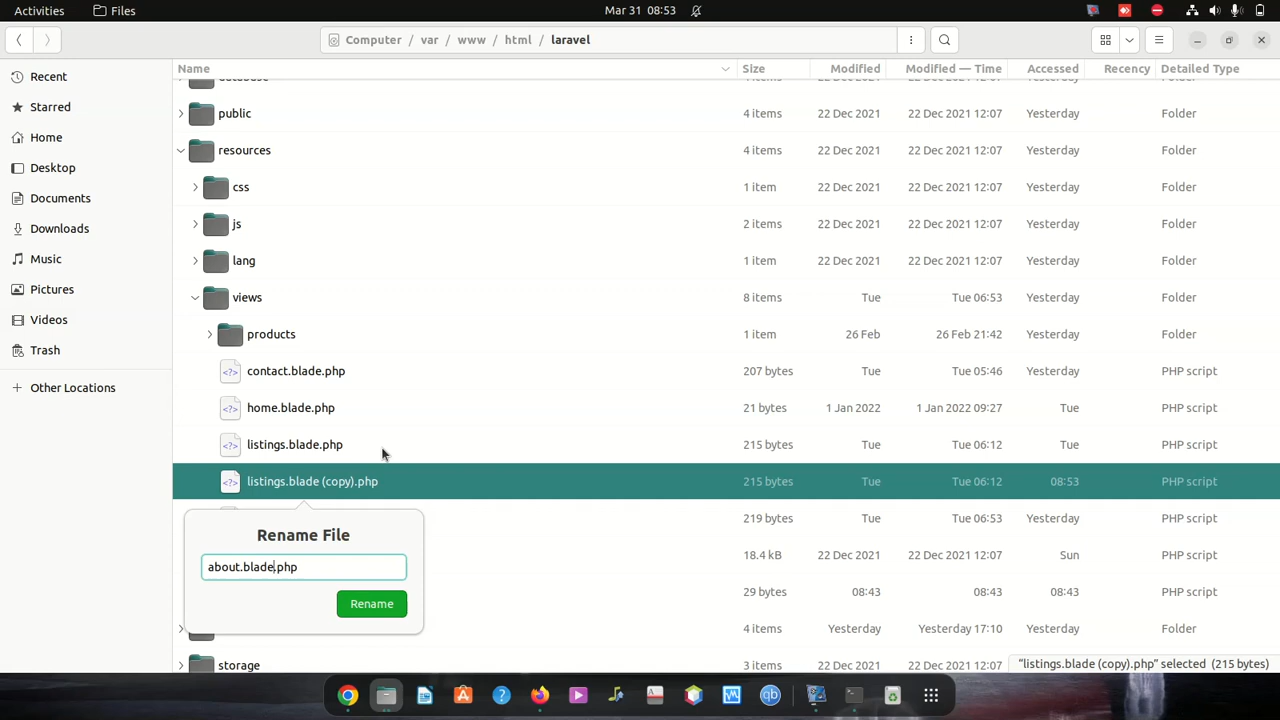 Activities Files Mar 31 08:53
Computer / var / www / html / laravel
Name Size Modified Modified — Time Accessed Recency Detailed Type
Recent
Starred
Home
Desktop
Documents
Downloads
Music
Pictures
Videos
Trash
+ Other Locations
public 4 items 22 Dec 2021 22 Dec 2021 12:07 Yesterday Folder
resources 4 items 22 Dec 2021 22 Dec 2021 12:07 Yesterday Folder
css 1 item 22 Dec 2021 22 Dec 2021 12:07 Yesterday Folder
js 2 items 22 Dec 2021 22 Dec 2021 12:07 Yesterday Folder
lang 1 item 22 Dec 2021 22 Dec 2021 12:07 Yesterday Folder
views 8 items Tue Tue 06:53 Yesterday Folder
products 1 item 26 Feb 26 Feb 21:42 Yesterday Folder
contact.blade.php 207 bytes Tue Tue 05:46 Yesterday PHP script
home.blade.php 21 bytes 1 Jan 2022 1 Jan 2022 09:27 Tue PHP script
listings.blade.php 215 bytes Tue Tue 06:12 Tue PHP script
listings.blade (copy).php 215 bytes Tue Tue 06:12 08:53 PHP script
219 bytes Tue Tue 06:53 Yesterday PHP script
18.4 kB 22 Dec 2021 22 Dec 2021 12:07 Sun PHP script
29 bytes 08:43 08:43 08:43 PHP script
4 items Yesterday Yesterday 17:10 Yesterday Folder
storage 3 items 22 Dec 2021 22 Dec 2021 12:07
Rename File
about.blade.php
Rename
“listings.blade (copy).php” selected (215 bytes)